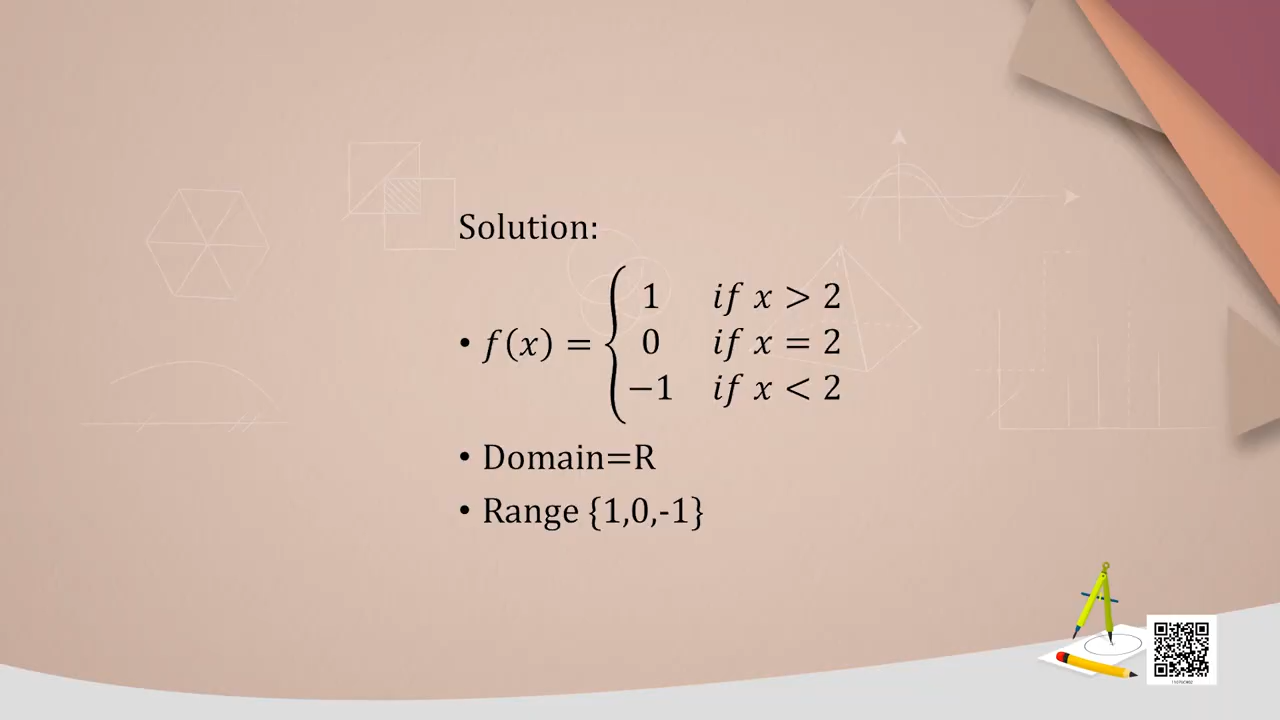 Solution:
• f(x) = { 1 if x > 2
0 if x = 2
−1 if x < 2
• Domain=R
• Range {1,0,-1}